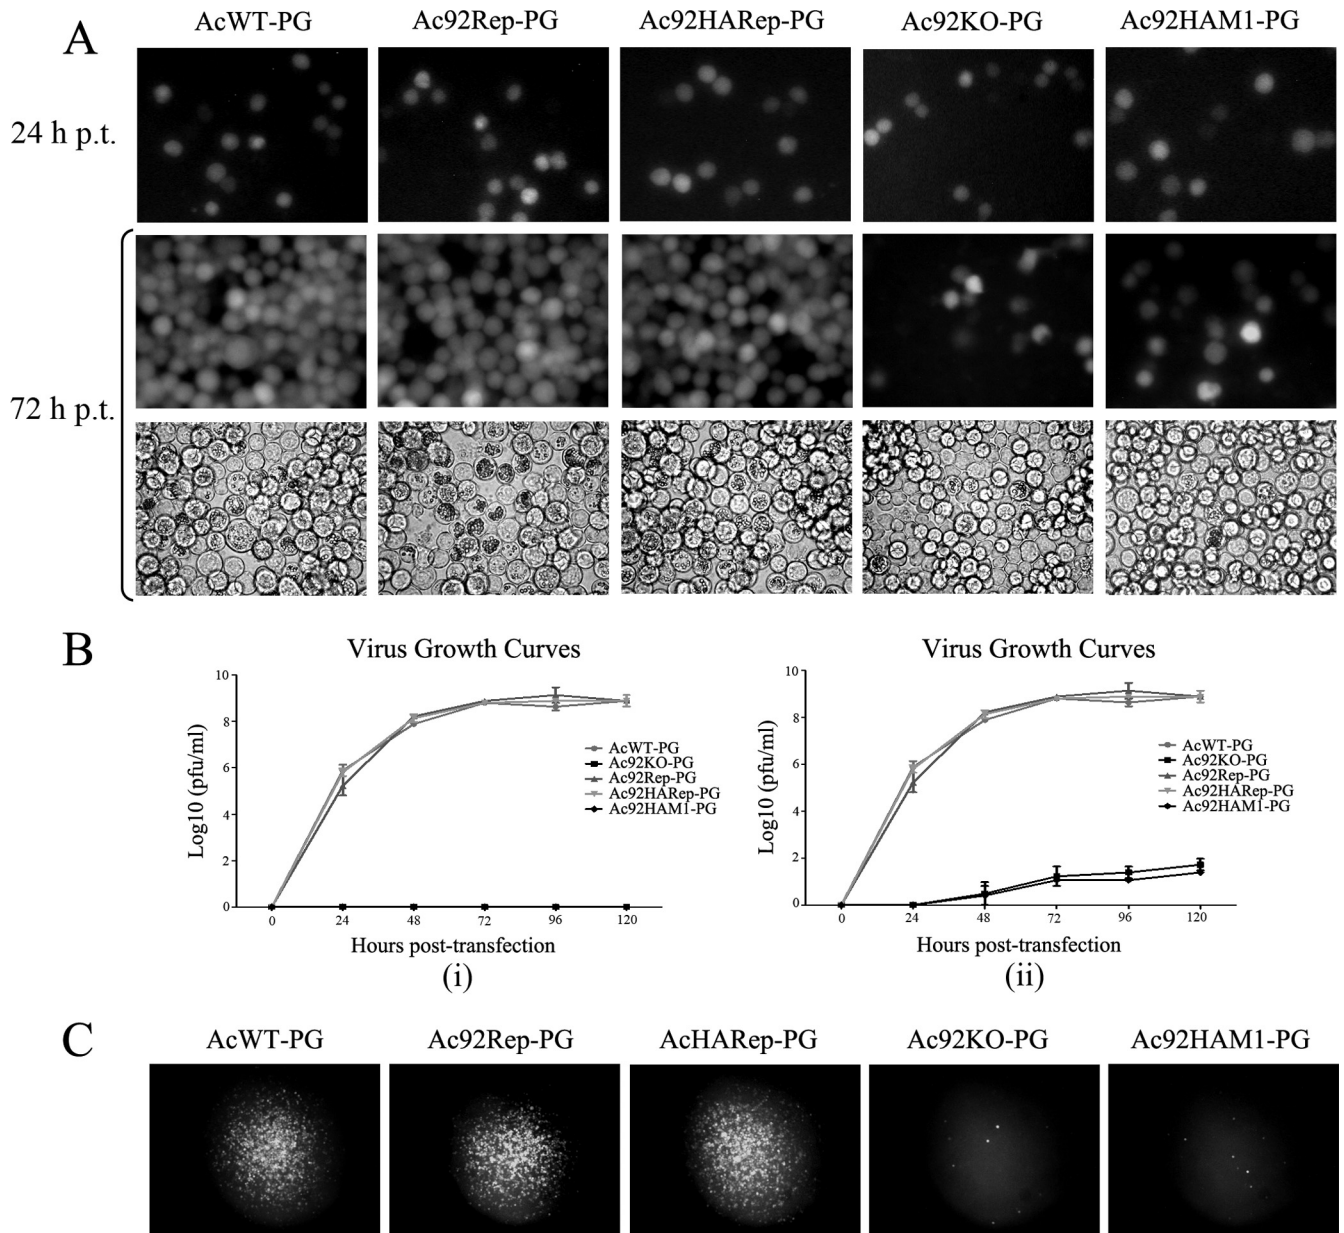 A
AcWT-PG
Ac92Rep-PG
Ac92HARep-PG
Ac92KO-PG
Ac92HAM1-PG
24 h p.t.
72 h p.t.
B
Virus Growth Curves
Log10 (pfu/ml)
10
8
6
4
2
0
0 24 48 72 96 120
Hours post-transfection
(i)
AcWT-PG
Ac92KO-PG
Ac92Rep-PG
Ac92HARep-PG
Ac92HAM1-PG
Virus Growth Curves
Log10 (pfu/ml)
10
8
6
4
2
0
0 24 48 72 96 120
Hours post-transfection
(ii)
AcWT-PG
Ac92KO-PG
Ac92Rep-PG
Ac92HARep-PG
Ac92HAM1-PG
C
AcWT-PG
Ac92Rep-PG
AcHARep-PG
Ac92KO-PG
Ac92HAM1-PG